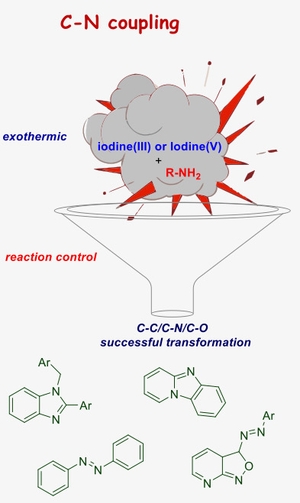 C-N coupling
exothermic
iodine(III) or Iodine(V)
+
R-NH2
reaction control
C-C/C-N/C-O
successful transformation
Ar
N
N
Ar
N
N
N
N
Ar
N
N
O
N
N